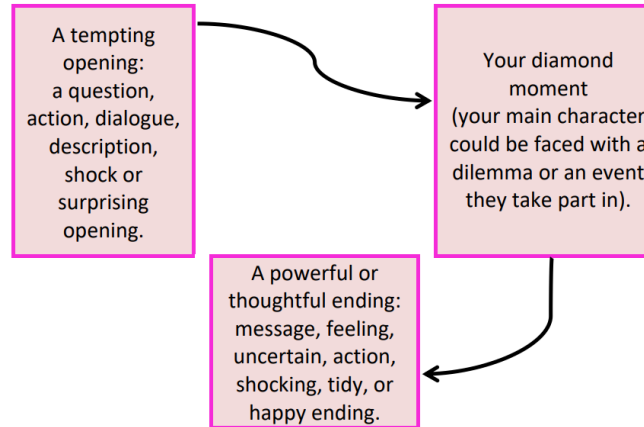 A tempting
opening:
a question,
action, dialogue,
description,
shock or
surprising
opening.
Your diamond
moment
(your main character
could be faced with a
dilemma or an event
they take part in).
A powerful or
thoughtful ending:
message, feeling,
uncertain, action,
shocking, tidy, or
happy ending.